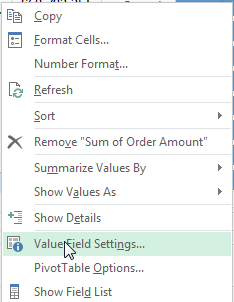 Copy
Format Cells...
Number Format...
Refresh
Sort
Remove "Sum of Order Amount"
Summarize Values By
Show Values As
Show Details
Value Field Settings...
PivotTable Options...
Show Field List